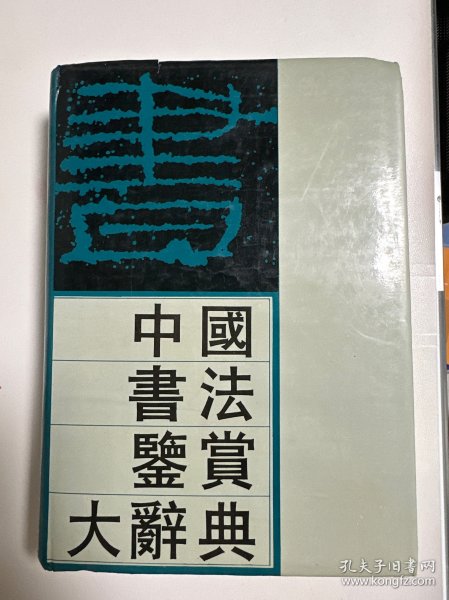 書
中國
書法
鑒賞
大辭典
孔夫子旧书网
www.kongfz.com